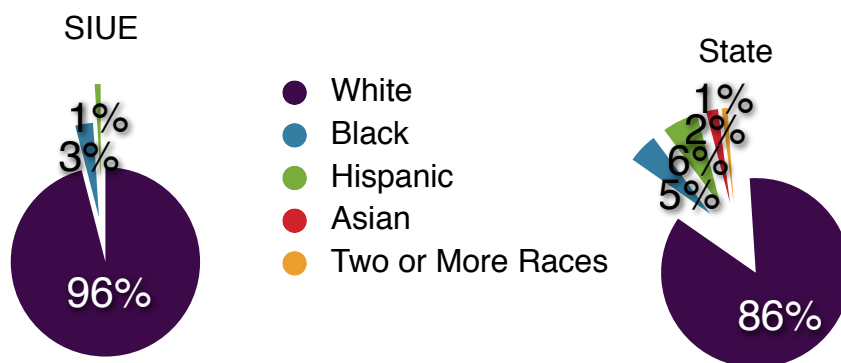 SIUE
1%
3%
96%
White
Black
Hispanic
Asian
Two or More Races
State
1%
2%
6%
5%
86%